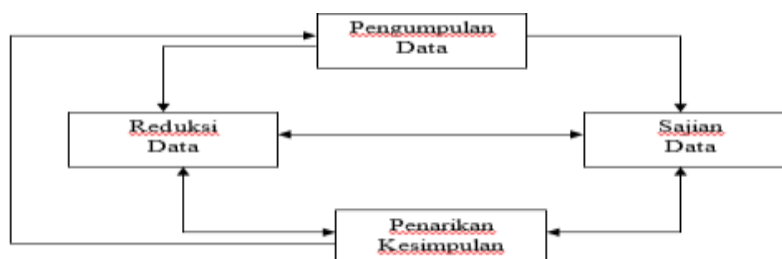 Pengumpulan
Data
Reduksi
Data
Sajian
Data
Penarikan
Kesimpulan